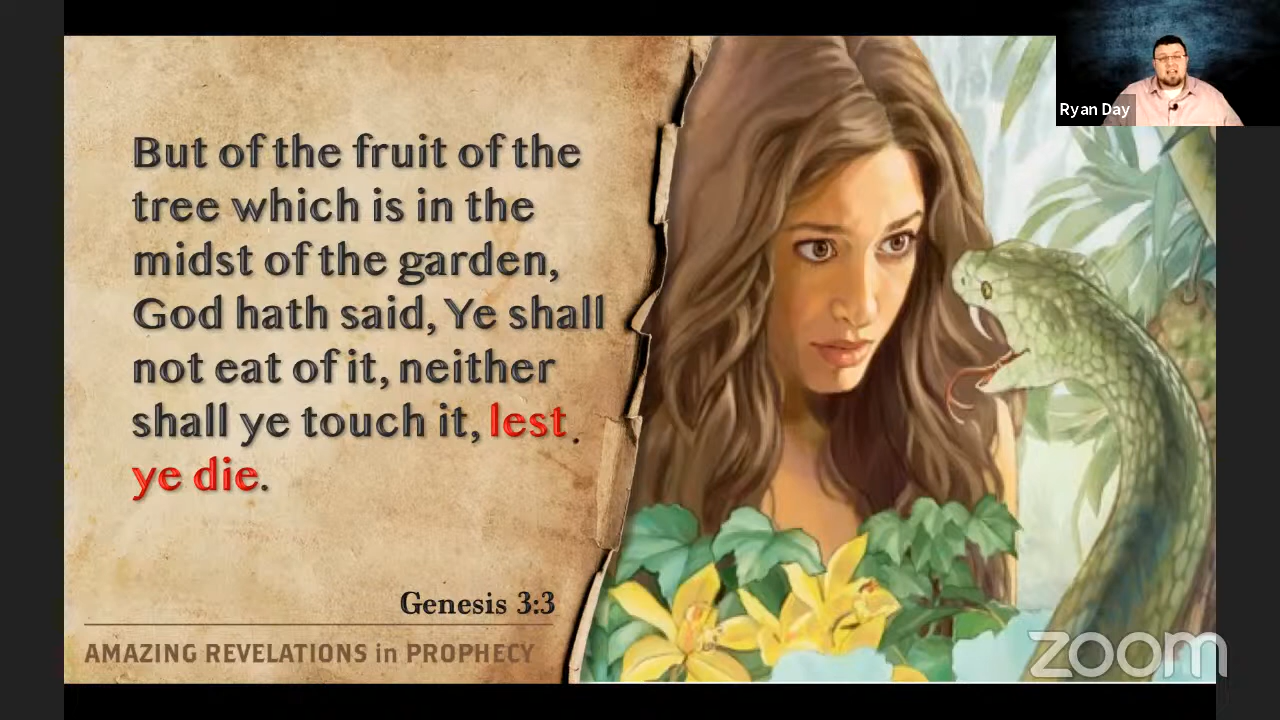 But of the fruit of the
tree which is in the
midst of the garden,
God hath said, Ye shall
not eat of it, neither
shall ye touch it, lest .
ye die.
Genesis 3:3
AMAZING REVELATIONS in PROPHECY
Ryan Day
zoom